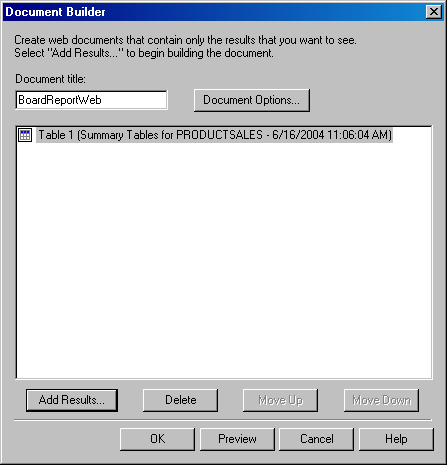 Document Builder
Create web documents that contain only the results that you want to see.
Select "Add Results..." to begin building the document.
Document title:
BoardReportWeb
Document Options...
Table 1 (Summary Tables for PRODUCTSALES - 6/16/2004 11:06:04 AM)
Add Results...
Delete
Move Up
Move Down
OK
Preview
Cancel
Help